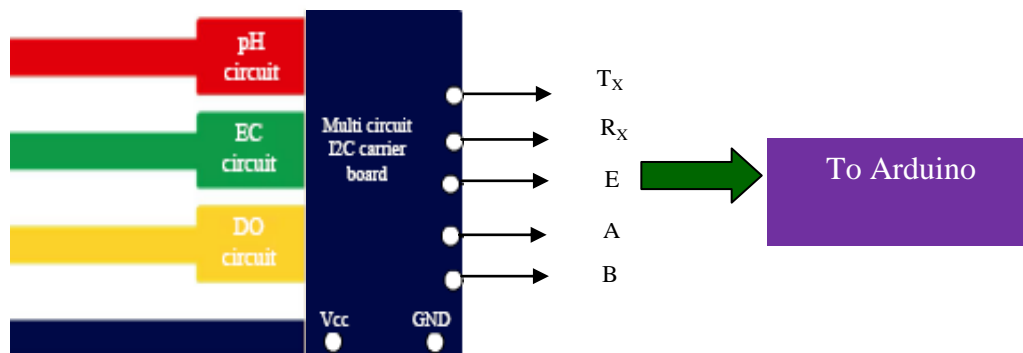 pH
circuit
EC
circuit
DO
circuit
Multi circuit
I2C carrier
board
Vcc
GND
TX
RX
E
A
B
To Arduino